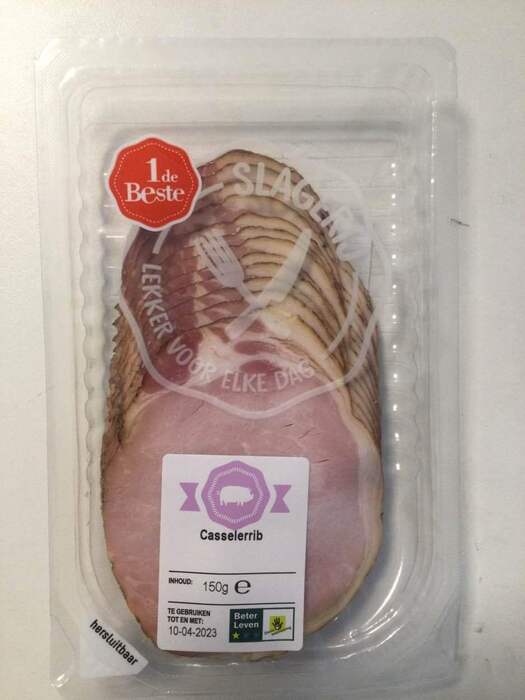 1 de
Beste
SLAGERIJ
LEKKER VOOR ELKE DAG
Casselerrib
INHOUD: 150g e
TE GEBRUIKEN
TOT EN MET:
10-04-2023
Beter
Leven
hersluitbaar